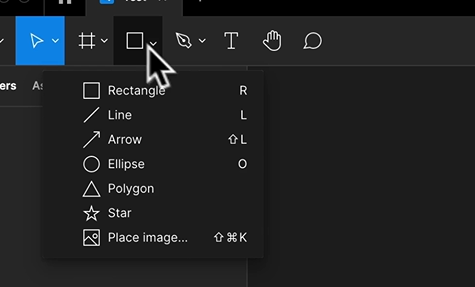 ers As
Rectangle R
Line L
Arrow ⇧L
Ellipse O
Polygon
Star
Place image... ⇧⌘K